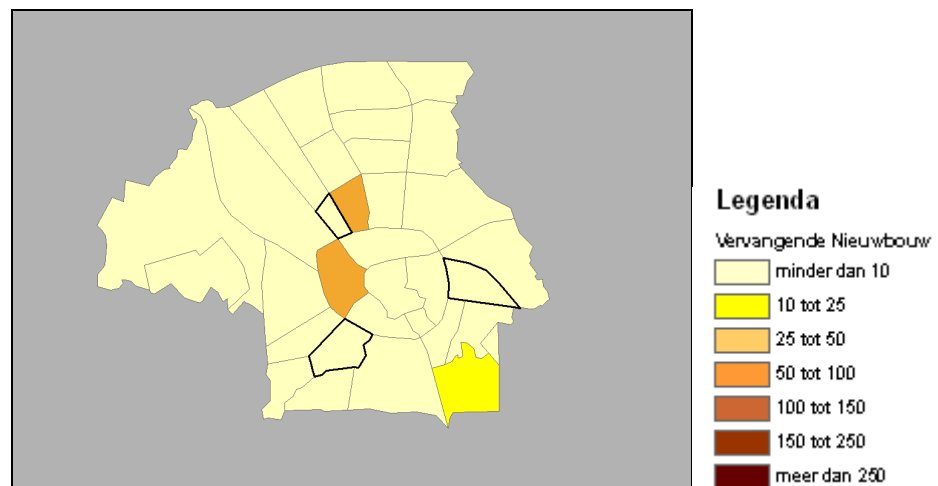 Legenda
Vervangende Nieuwbouw
minder dan 10
10 tot 25
25 tot 50
50 tot 100
100 tot 150
150 tot 250
meer dan 250